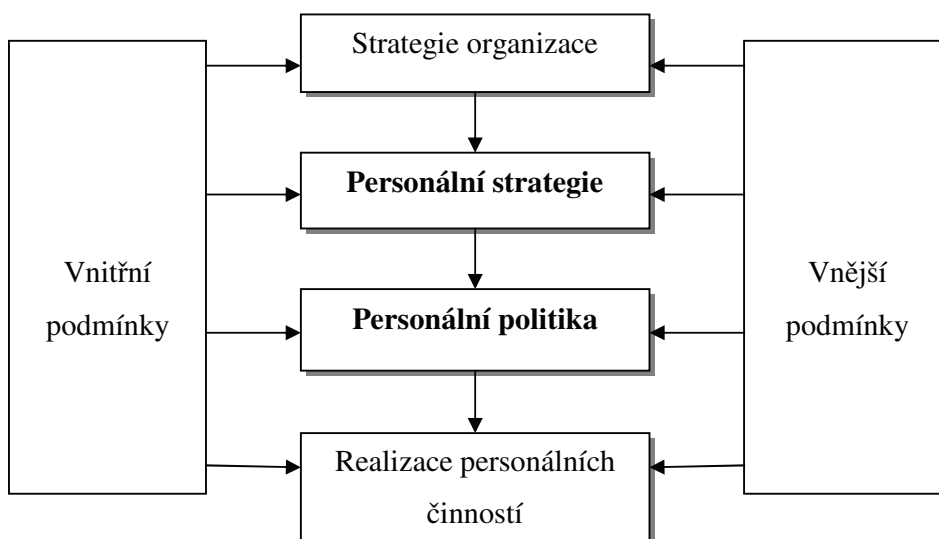 Strategie organizace
Personální strategie
Vnitřní
podmínky
Vnější
podmínky
Personální politika
Realizace personálních
činností